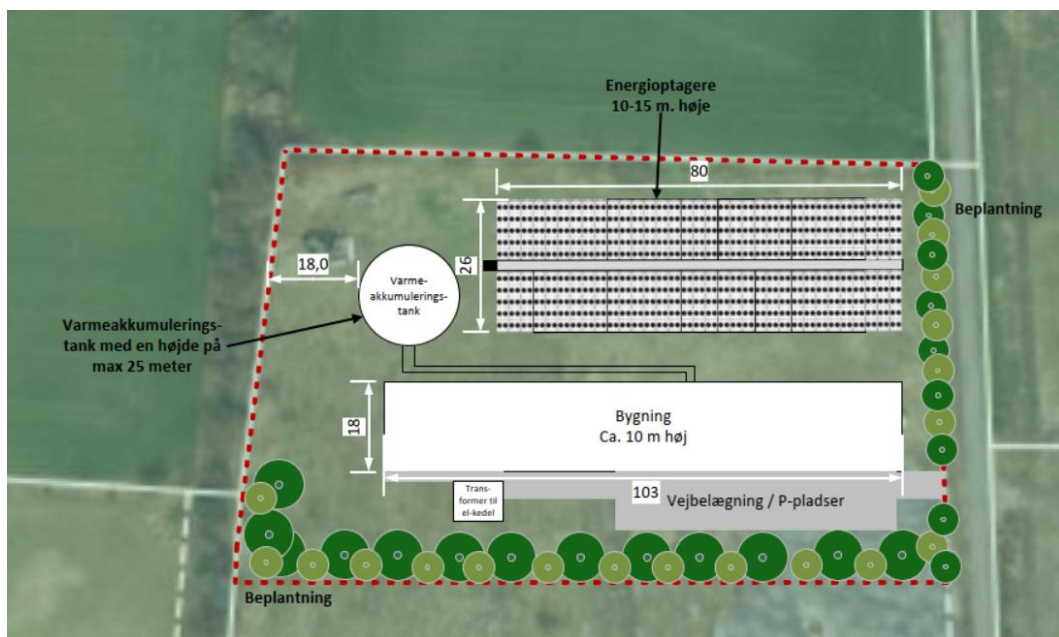 Energioptagere
10-15 m. høje
80
Beplantning
26
18,0
Varme-
akkumulerings-
tank
Varmeakkumulerings-
tank med en højde på
max 25 meter
18
Bygning
Ca. 10 m høj
Trans-
former til
el-kedel
103
Vejbelægning / P-pladser
Beplantning